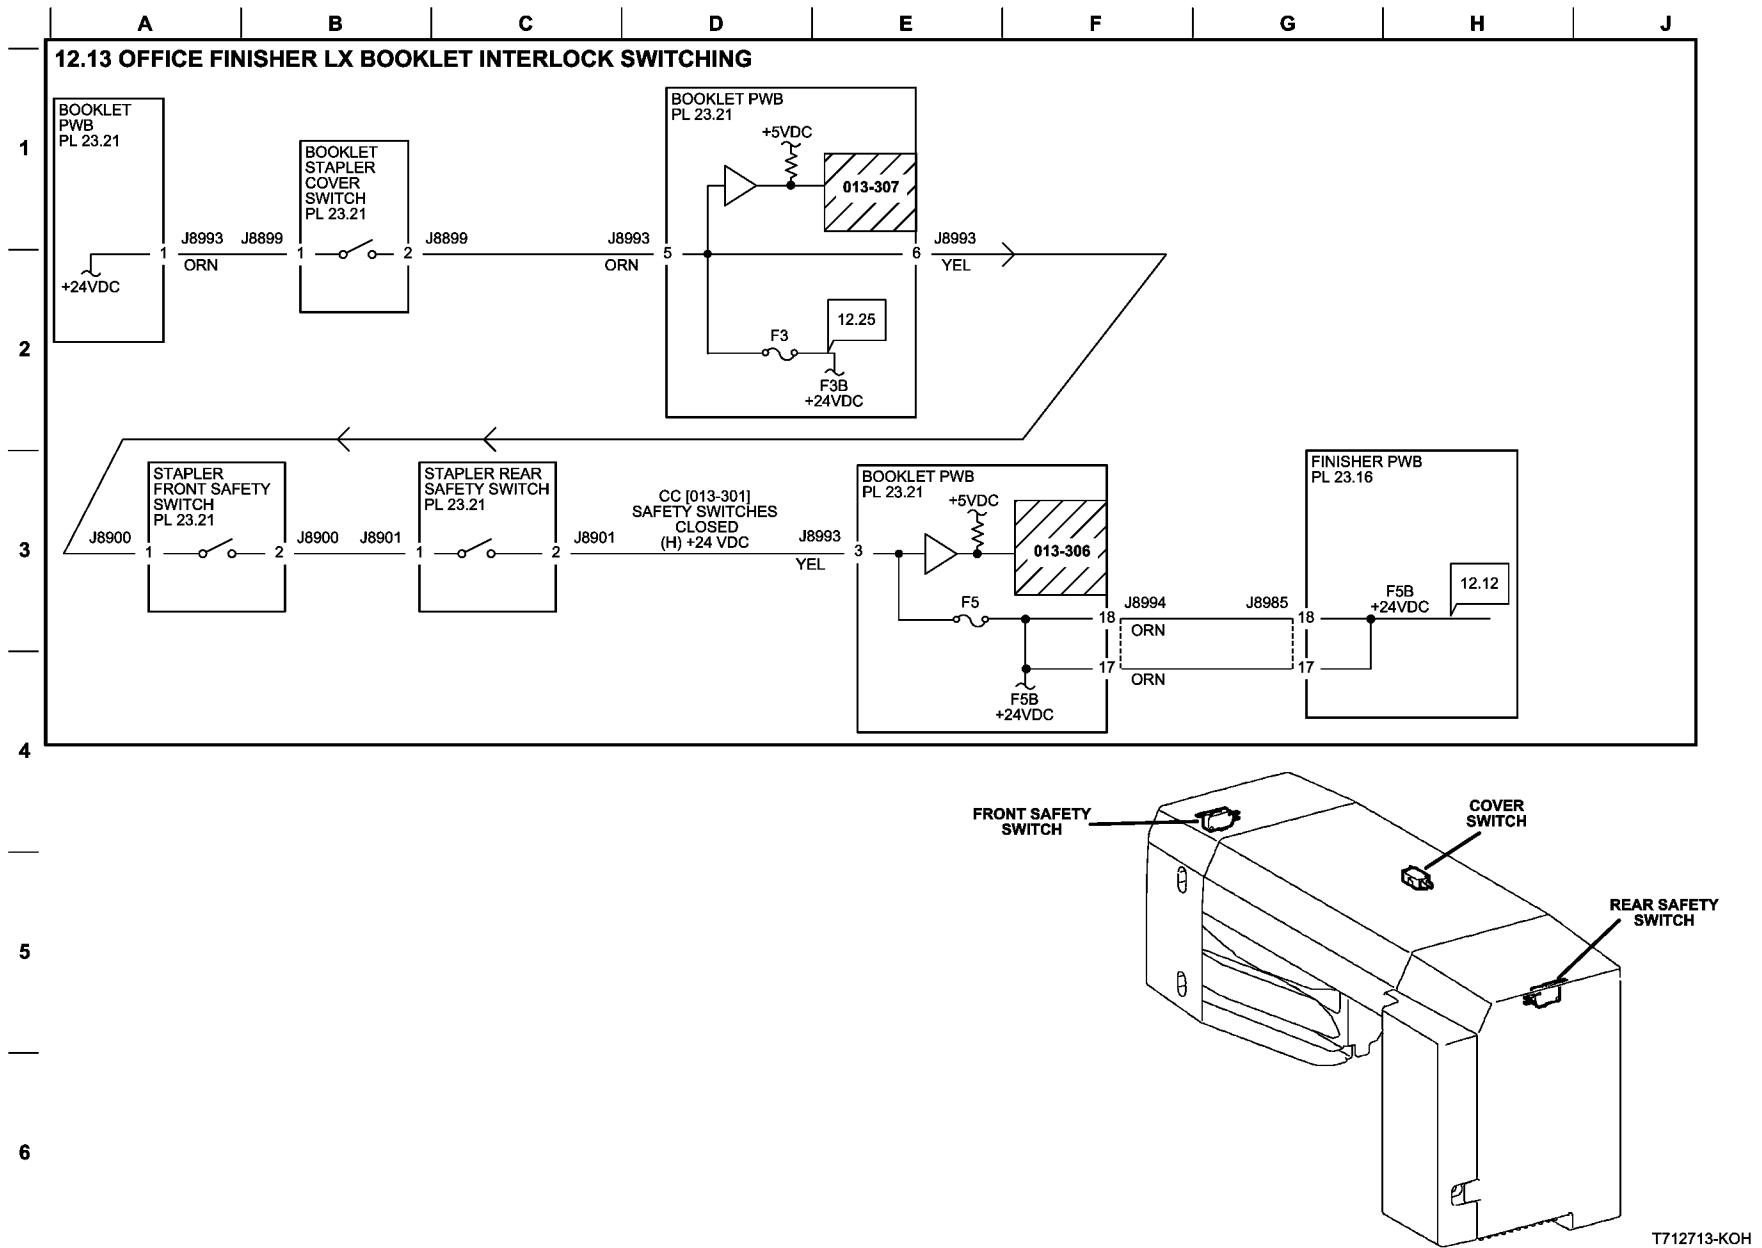 A B C D E F G H J
12.13 OFFICE FINISHER LX BOOKLET INTERLOCK SWITCHING
1
BOOKLET
PWB
PL 23.21
1
J8993
ORN
+24VDC
BOOKLET
STAPLER
COVER
SWITCH
PL 23.21
J8899
1
2
J8899
J8993
ORN
BOOKLET PWB
PL 23.21
+5VDC
013-307
5
6
J8993
YEL
2
F3
12.25
F3B
+24VDC
3
J8900
STAPLER
FRONT SAFETY
SWITCH
PL 23.21
1
2
J8900
J8901
STAPLER REAR
SAFETY SWITCH
PL 23.21
1
2
J8901
CC [013-301]
SAFETY SWITCHES
CLOSED
(H) +24 VDC
J8993
YEL
BOOKLET PWB
PL 23.21
3
+5VDC
013-306
F5
18
17
F5B
+24VDC
J8994
ORN
ORN
J8985
FINISHER PWB
PL 23.16
18
17
F5B
+24VDC
12.12
4
FRONT SAFETY
SWITCH
COVER
SWITCH
REAR SAFETY
SWITCH
5
6
T712713-KOH